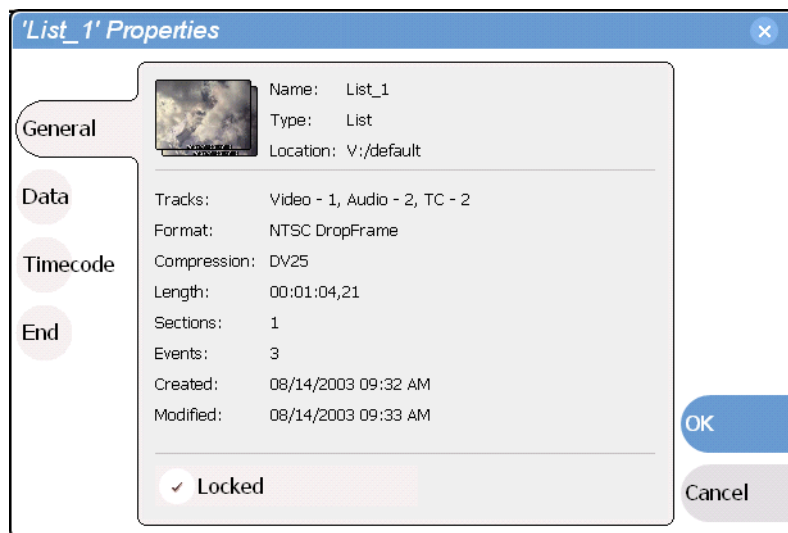 'List_1' Properties
General
Data
Timecode
End
Name: List_1
Type: List
Location: V:/default
Tracks: Video - 1, Audio - 2, TC - 2
Format: NTSC DropFrame
Compression: DV25
Length: 00:01:04,21
Sections: 1
Events: 3
Created: 08/14/2003 09:32 AM
Modified: 08/14/2003 09:33 AM
Locked
OK
Cancel